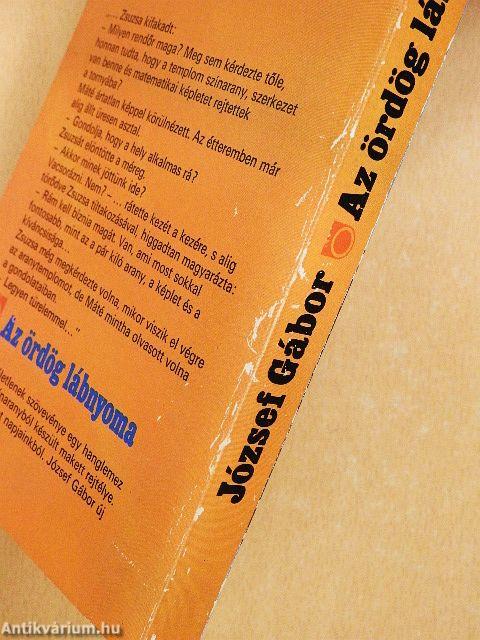 „... Zsuzsa kifakadt:
– Milyen rendőr maga? Meg sem kérdezte tőle,
honnan tudta, hogy a templom színarany, szerkezet
van benne és matematikai képletet rejtettek
a tornyába?
Máté ártatlan képpel körülnézett. Az étteremben már
alig állt üresen asztal.
– Gondolja, hogy a hely alkalmas rá?
Zsuzsát elöntötte a méreg.
– Akkor minek jöttünk ide?
Vacsorázni. Nem? – ... rátette kezét a kezére, s alig
törődve Zsuzsa tiltakozásával, higgadtan magyarázta:
– Rám kell bíznia magát. Van, ami most sokkal
fontosabb, mint az a pár kiló arany, a képlet és a
kíváncsisága...
Zsuzsa még megkérdezte volna, mikor viszik el végre
az aranytemplomot, de Máté mintha olvasott volna
a gondolataiban.
– Legyen türelemmel..."
Az ördög lábnyoma
etlenek szövevénye egy hanglemez
naranyból készült makett rejtélye.
napjainkból. József Gábor új
József Gábor Az ördög lá
Antikvárium.hu